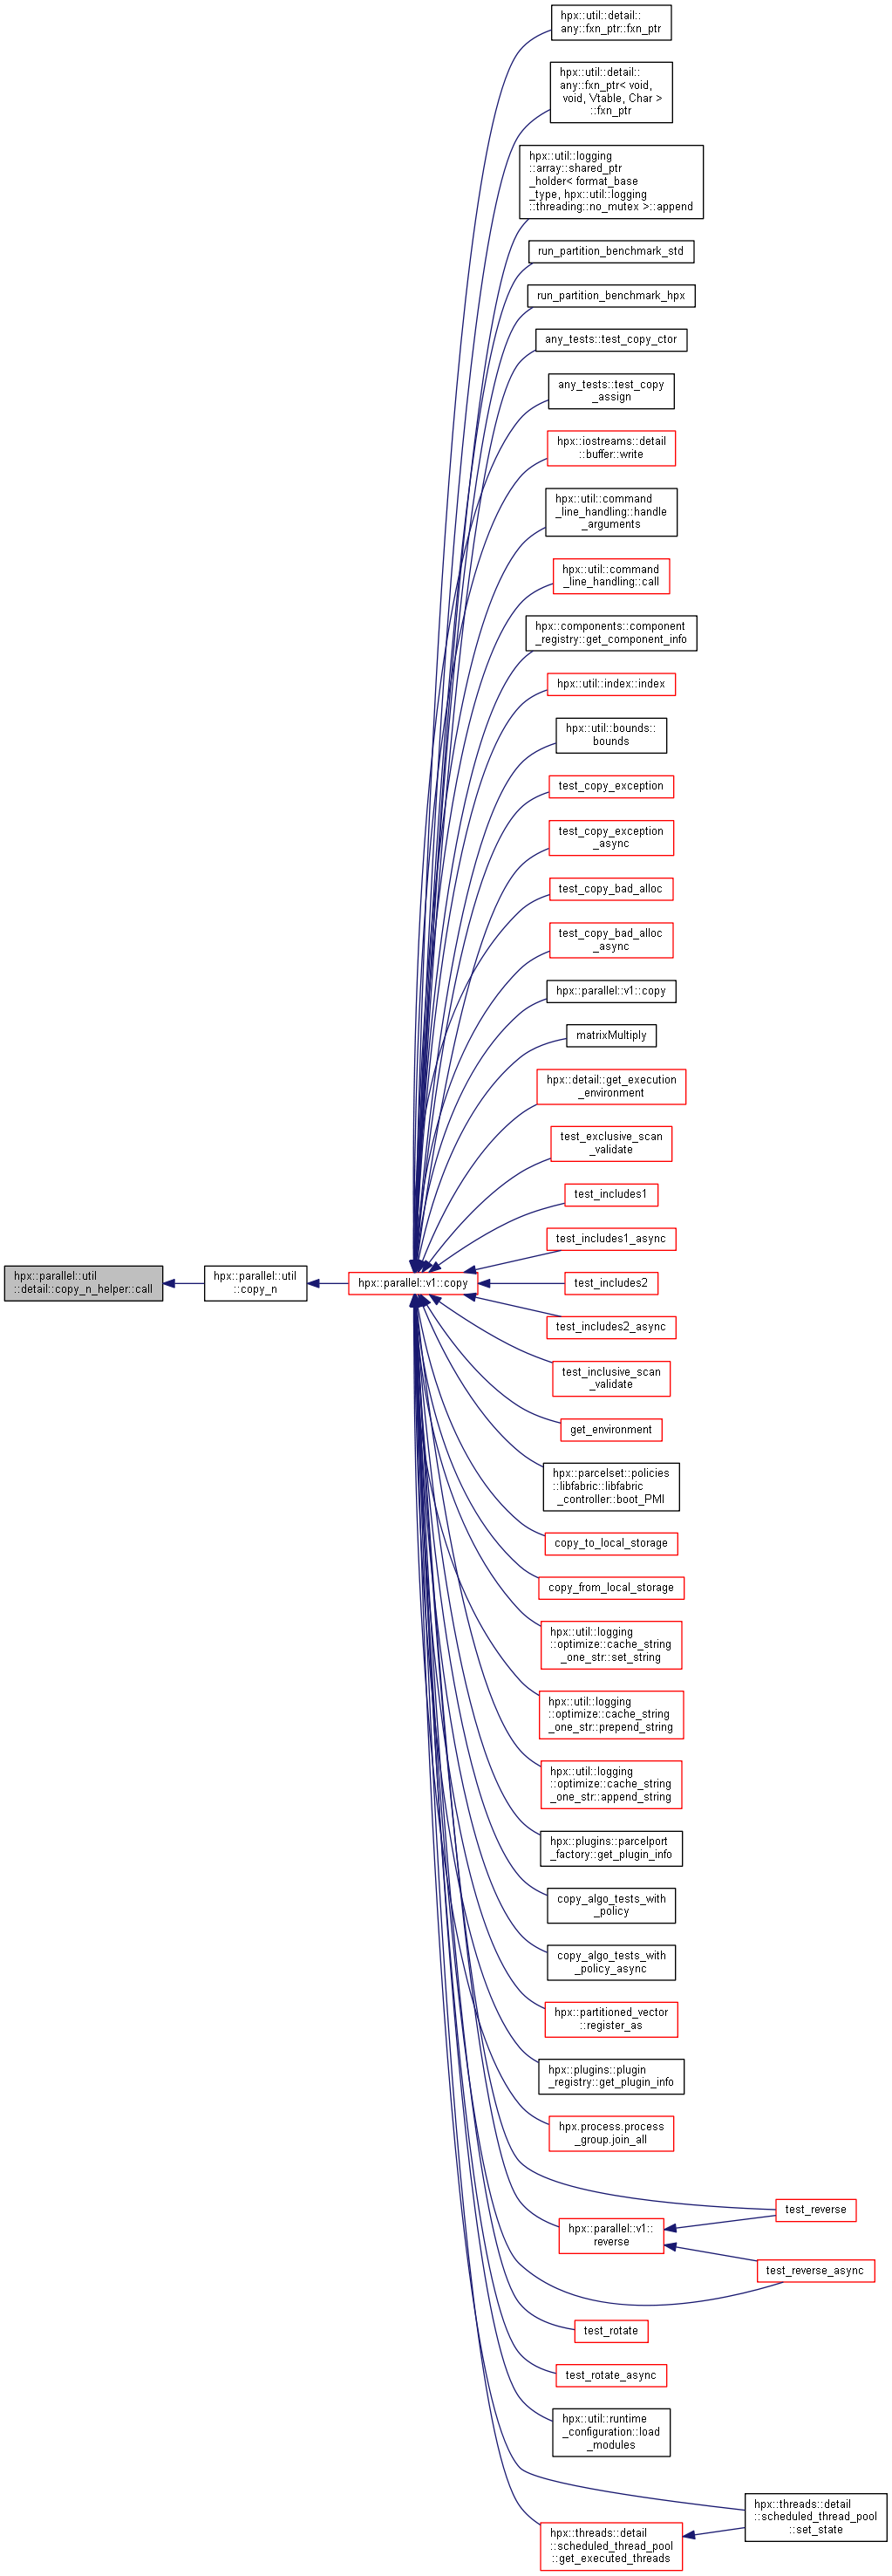 hpx::util::detail::
any::fxn_ptr::fxn_ptr
hpx::util::detail::
any::fxn_ptr< void,
void, Vtable, Char >
::fxn_ptr
hpx::util::logging
::array::shared_ptr
_holder< format_base
_type, hpx::util::logging
::threading::no_mutex >::append
run_partition_benchmark_std
run_partition_benchmark_hpx
any_tests::test_copy_ctor
any_tests::test_copy
_assign
hpx::iostreams::detail
::buffer::write
hpx::util::command
_line_handling::handle
_arguments
hpx::util::command
_line_handling::call
hpx::components::component
_registry::get_component_info
hpx::util::index::index
hpx::util::bounds::
bounds
test_copy_exception
test_copy_exception
_async
test_copy_bad_alloc
test_copy_bad_alloc
_async
hpx::parallel::v1::copy
matrixMultiply
hpx::detail::get_execution
_environment
test_exclusive_scan
_validate
test_includes1
test_includes1_async
hpx::parallel::util
::detail::copy_n_helper::call
hpx::parallel::util
::copy_n
hpx::parallel::v1::copy
test_includes2
test_includes2_async
test_inclusive_scan
_validate
get_environment
hpx::parcelset::policies
::libfabric::libfabric
_controller::boot_PMI
copy_to_local_storage
copy_from_local_storage
hpx::util::logging
::optimize::cache_string
_one_str::set_string
hpx::util::logging
::optimize::cache_string
_one_str::prepend_string
hpx::util::logging
::optimize::cache_string
_one_str::append_string
hpx::plugins::parcelport
_factory::get_plugin_info
copy_algo_tests_with
_policy
copy_algo_tests_with
_policy_async
hpx::partitioned_vector
::register_as
hpx::plugins::plugin
_registry::get_plugin_info
hpx.process.process
_group.join_all
test_reverse
hpx::parallel::v1::
reverse
test_reverse_async
test_rotate
test_rotate_async
hpx::util::runtime
_configuration::load
_modules
hpx::threads::detail
::scheduled_thread_pool
::set_state
hpx::threads::detail
::scheduled_thread_pool
::get_executed_threads